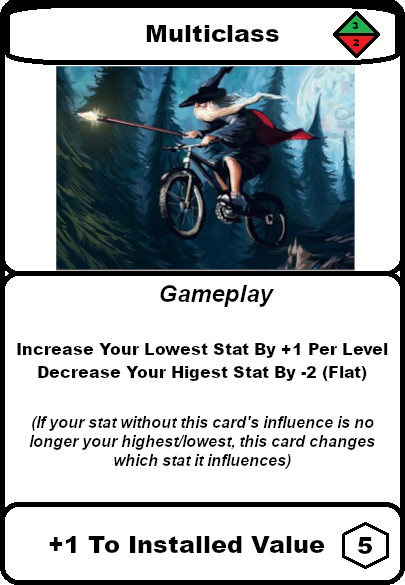 Multiclass
3
2
Gameplay
Increase Your Lowest Stat By +1 Per Level
Decrease Your Higest Stat By -2 (Flat)
(If your stat without this card's influence is no
longer your highest/lowest, this card changes
which stat it influences)
+1 To Installed Value
5